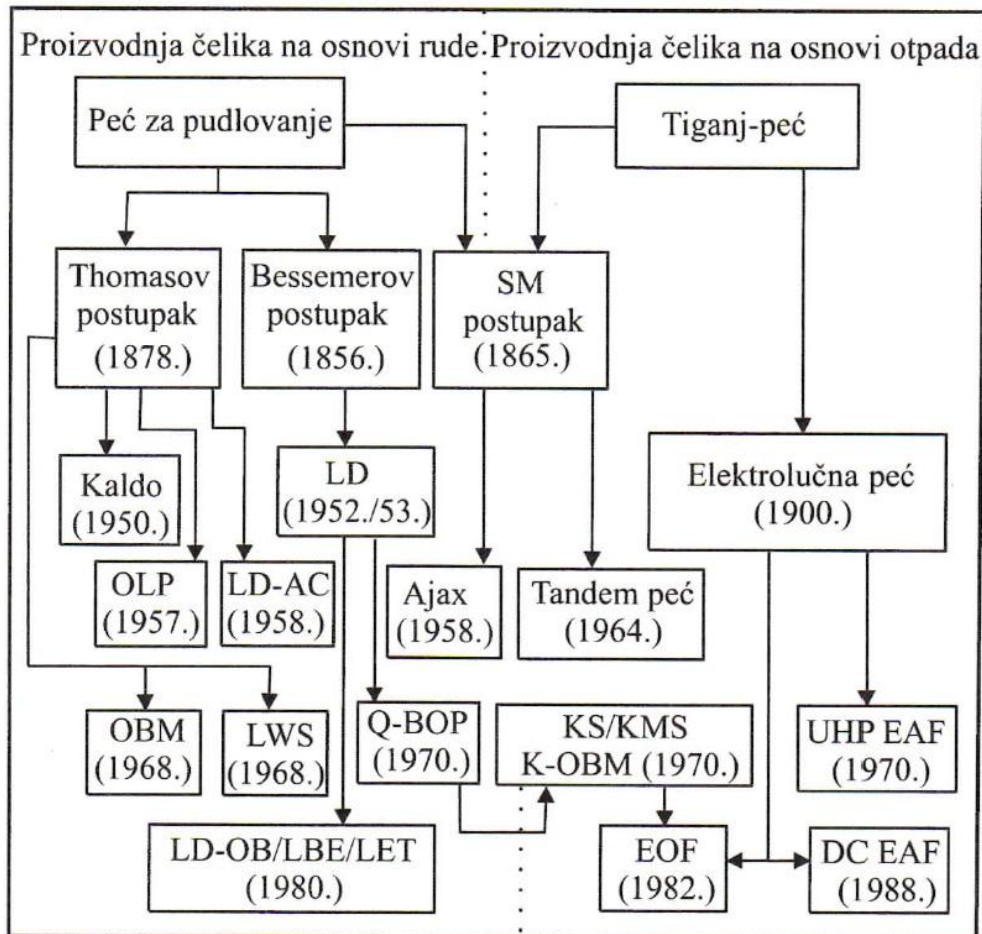 Proizvodnja čelika na osnovi rude
Proizvodnja čelika na osnovi otpada
Peć za pudlovanje
Tiganj-peć
Thomasov
postupak
(1878.)
Bessemerov
postupak
(1856.)
SM
postupak
(1865.)
Kaldo
(1950.)
LD
(1952./53.)
Elektrolučna peć
(1900.)
OLP
(1957.)
LD-AC
(1958.)
Ajax
(1958.)
Tandem peć
(1964.)
OBM
(1968.)
LWS
(1968.)
Q-BOP
(1970.)
KS/KMS
K-OBM (1970.)
UHP EAF
(1970.)
LD-OB/LBE/LET
(1980.)
EOF
(1982.)
DC EAF
(1988.)